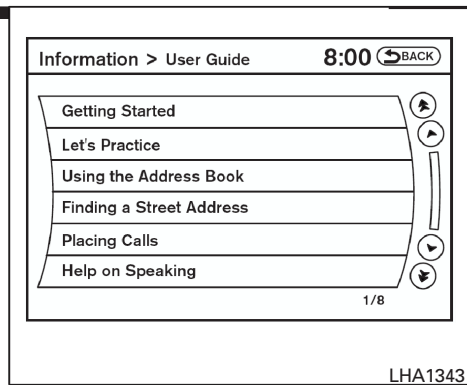 Information > User Guide 8:00 BACK
Getting Started
Let's Practice
Using the Address Book
Finding a Street Address
Placing Calls
Help on Speaking
1/8
LHA1343